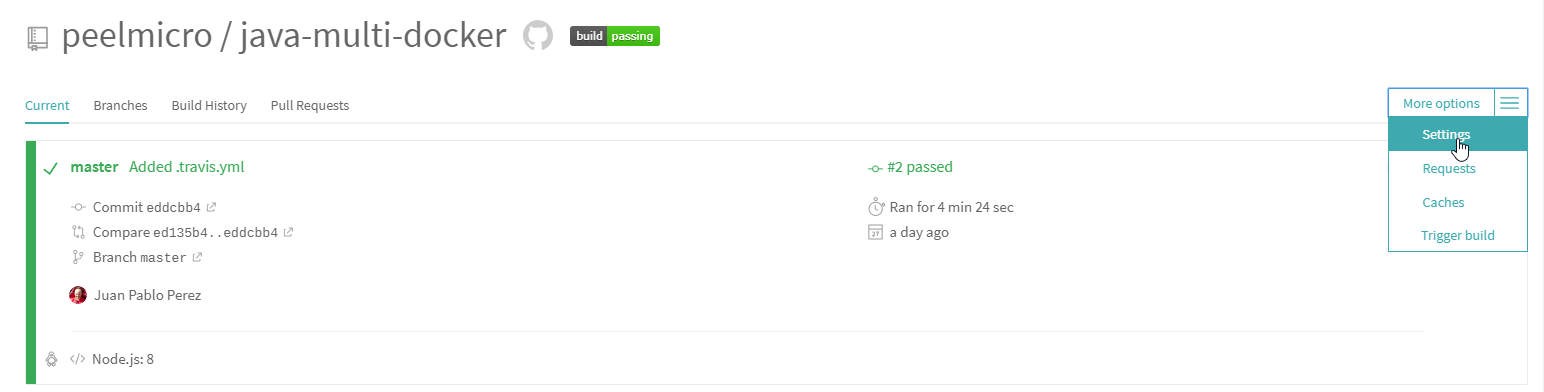 peelmicro / java-multi-docker build passing
Current Branches Build History Pull Requests More options
Settings
Requests
Caches
Trigger build
master Added .travis.yml
Commit eddcbb4
Compare ed135b4..eddcbb4
Branch master
Juan Pablo Perez
#2 passed
Ran for 4 min 24 sec
27 a day ago
</> Node.js: 8